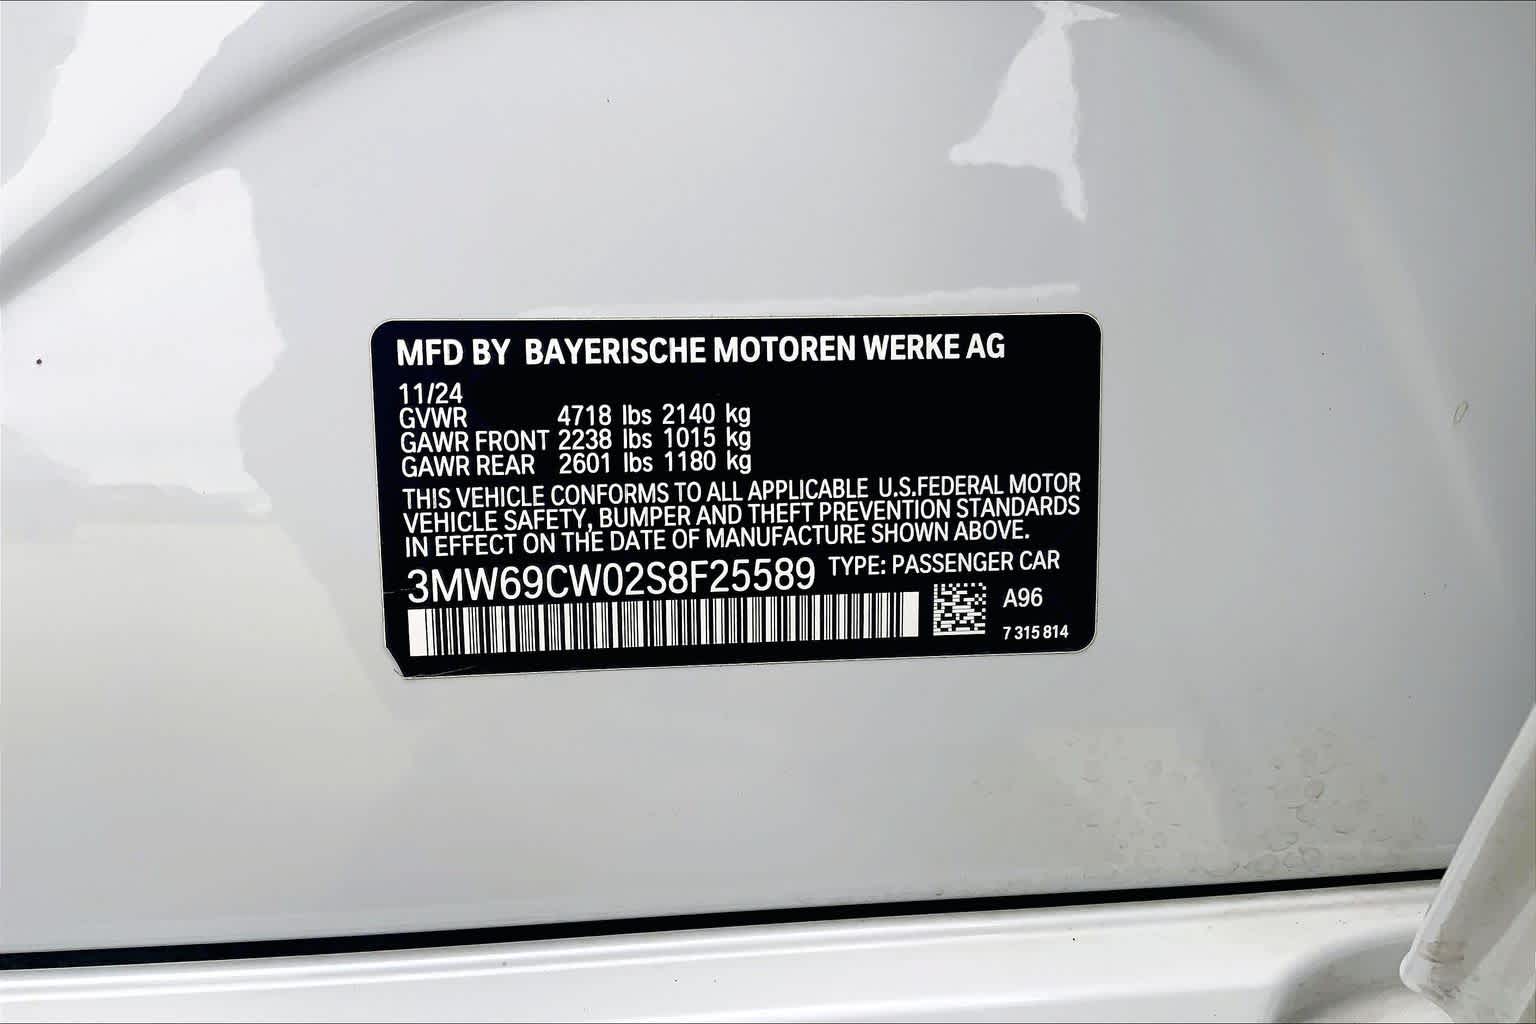 MFD BY BAYERISCHE MOTOREN WERKE AG
11/24
GVWR 4718 lbs 2140 kg
GAWR FRONT 2238 lbs 1015 kg
GAWR REAR 2601 lbs 1180 kg
THIS VEHICLE CONFORMS TO ALL APPLICABLE U.S.FEDERAL MOTOR
VEHICLE SAFETY, BUMPER AND THEFT PREVENTION STANDARDS
IN EFFECT ON THE DATE OF MANUFACTURE SHOWN ABOVE.
3MW69CW02S8F25589 TYPE: PASSENGER CAR
A96
7 315 814